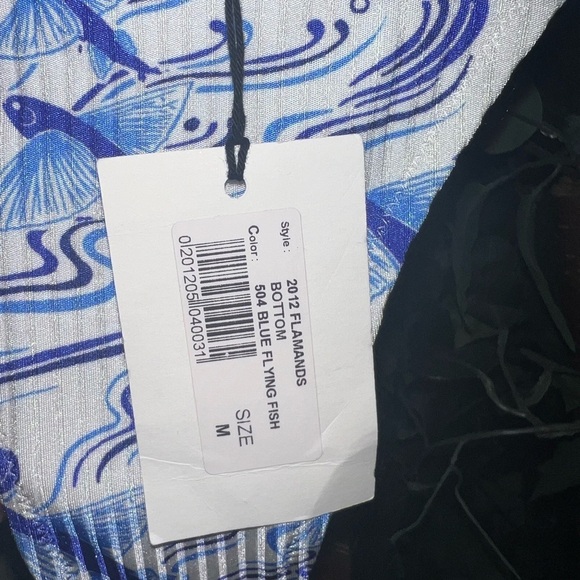 Style :
2012 FLAMANDS
BOTTOM
Color :
504 BLUE FLYING FISH
0201205040031
SIZE
M